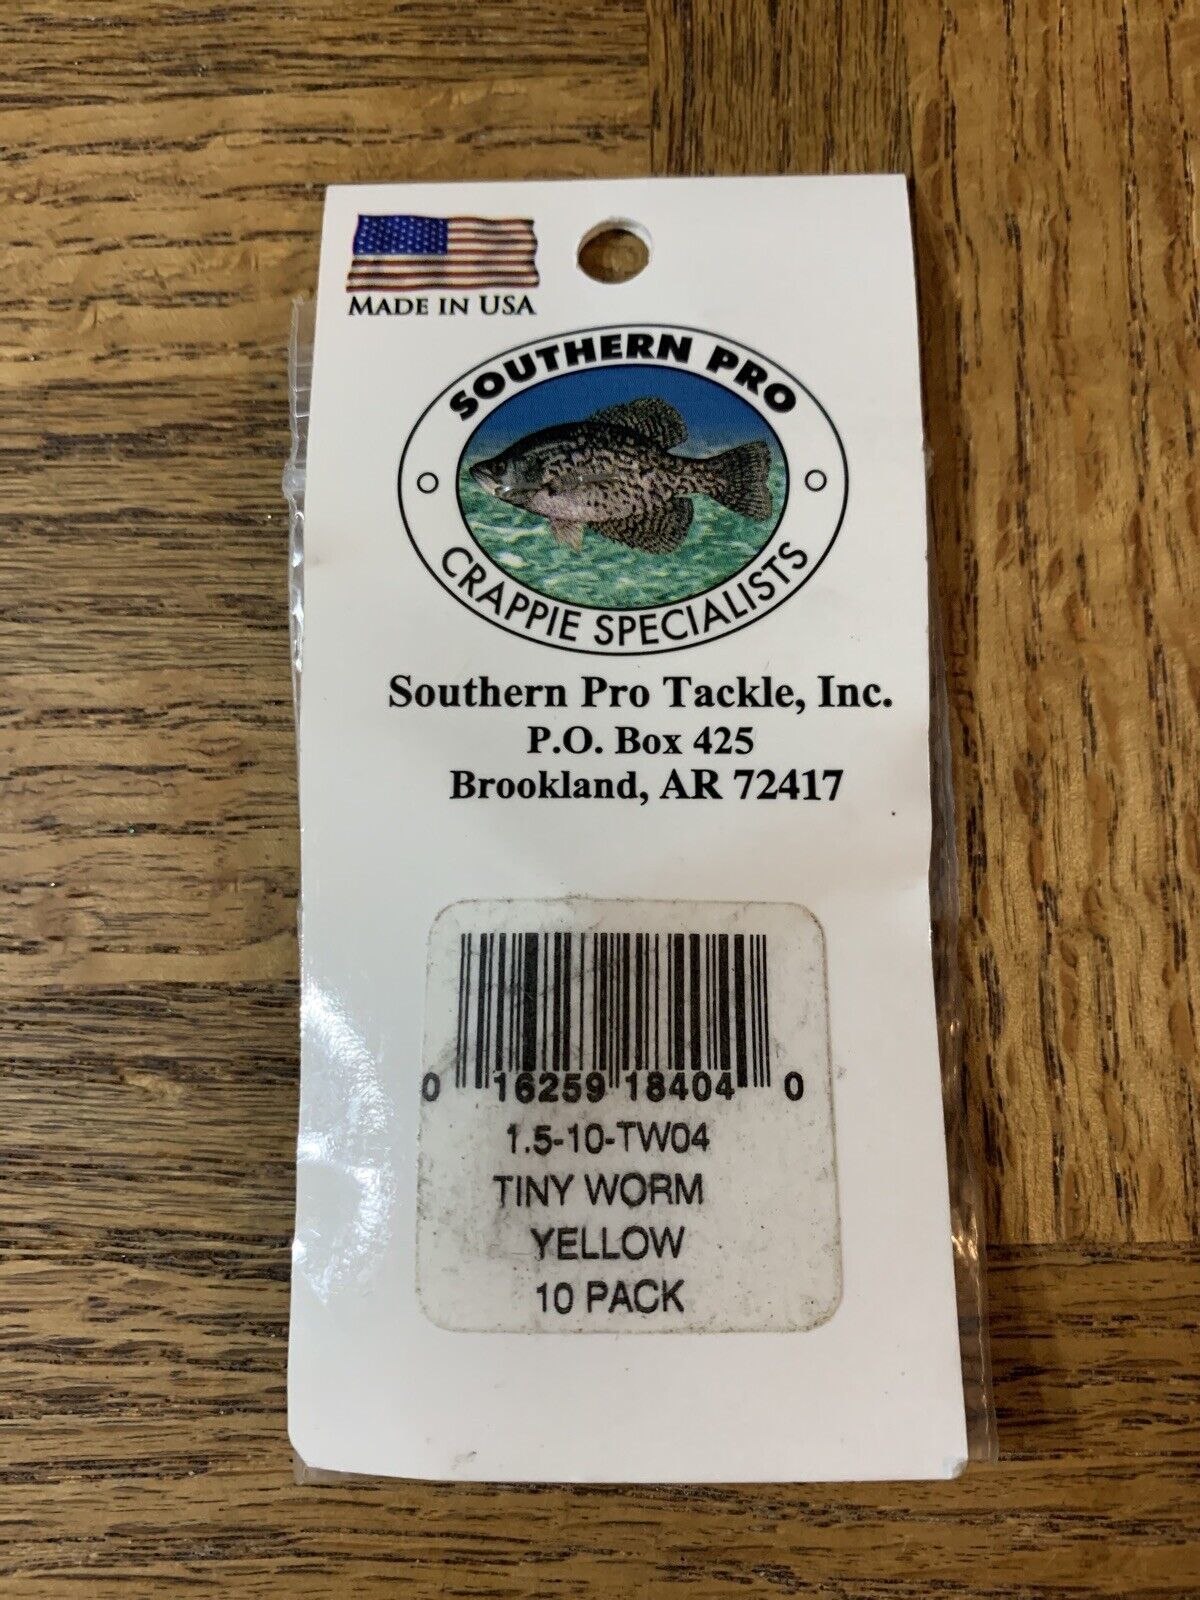 MADE IN USA
SOUTHERN PRO
CRAPPIE SPECIALISTS
Southern Pro Tackle, Inc.
P.O. Box 425
Brookland, AR 72417
0 16259 18404 0
1.5-10-TW04
TINY WORM
YELLOW
10 PACK